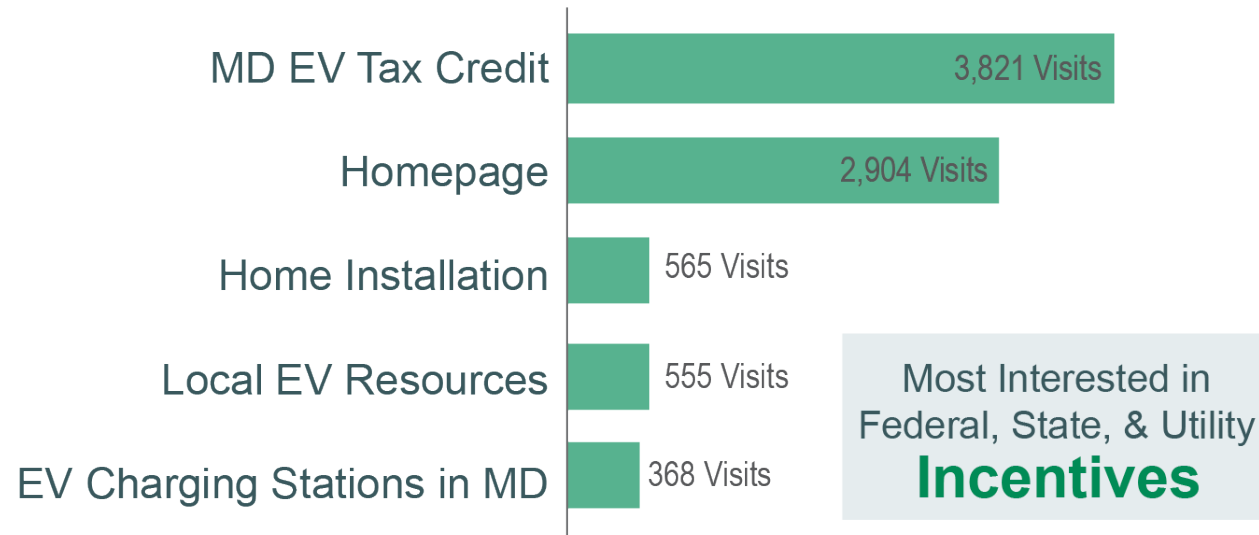 MD EV Tax Credit 3,821 Visits
Homepage 2,904 Visits
Home Installation 565 Visits
Local EV Resources 555 Visits
EV Charging Stations in MD 368 Visits
Most Interested in
Federal, State, & Utility
Incentives